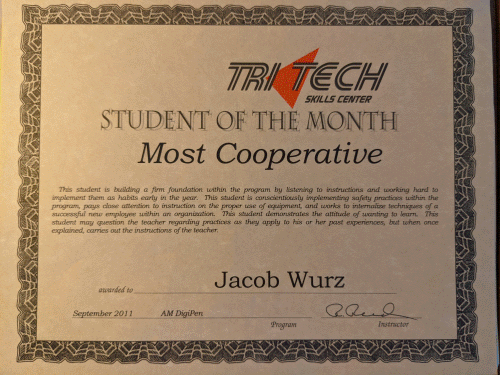 TRI TECH
SKILLS CENTER
STUDENT OF THE MONTH
Most Cooperative
This student is building a firm foundation within the program by listening to instructions and working hard to
implement them as habits early in the year. This student is conscientiously implementing safety practices within the
program, pays close attention to instruction on the proper use of equipment, and works to internalize techniques of a
successful new employee within an organization. This student demonstrates the attitude of wanting to learn. This
student may question the teacher regarding practices as they apply to his or her past experiences, but when once
explained, carries out the instructions of the teacher.
awarded to Jacob Wurz
September 2011 AM DigiPen
Program Instructor